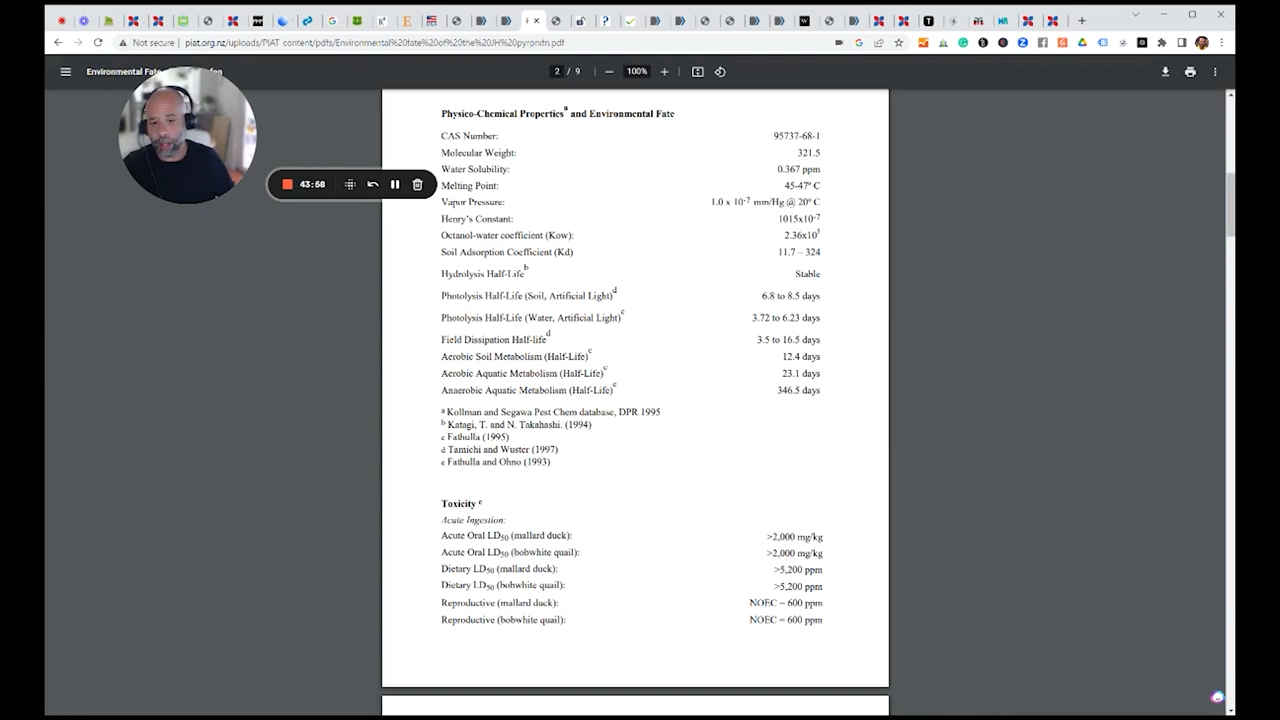 Not secure | piat.org.nz/uploads/PIAT content/pdfs/Environmental%20fate%20of%20the%20JH%20pyrprxfn.pdf
Environmental Fate
2 / 9
100%
43:58
Physico-Chemical Propertiesa and Environmental Fate
CAS Number: 95737-68-1
Molecular Weight: 321.5
Water Solubility: 0.367 ppm
Melting Point: 45-47º C
Vapor Pressure: 1.0 x 10-7 mm/Hg @ 20º C
Henry's Constant: 1015x10-7
Octanol-water coefficient (Kow): 2.36x105
Soil Adsorption Coefficient (Kd) 11.7 – 324
Hydrolysis Half-Lifeb Stable
Photolysis Half-Life (Soil, Artificial Light)d 6.8 to 8.5 days
Photolysis Half-Life (Water, Artificial Light)c 3.72 to 6.23 days
Field Dissipation Half-lifed 3.5 to 16.5 days
Aerobic Soil Metabolism (Half-Life)c 12.4 days
Aerobic Aquatic Metabolism (Half-Life)c 23.1 days
Anaerobic Aquatic Metabolism (Half-Life)e 346.5 days
a Kollman and Segawa Pest Chem database, DPR 1995
b Katagi, T. and N. Takahashi. (1994)
c Fathulla (1995)
d Tamichi and Wuster (1997)
e Fathulla and Ohno (1993)
Toxicity e
Acute Ingestion:
Acute Oral LD50 (mallard duck): >2,000 mg/kg
Acute Oral LD50 (bobwhite quail): >2,000 mg/kg
Dietary LD50 (mallard duck): >5,200 ppm
Dietary LD50 (bobwhite quail): >5,200 ppm
Reproductive (mallard duck): NOEC = 600 ppm
Reproductive (bobwhite quail): NOEC = 600 ppm